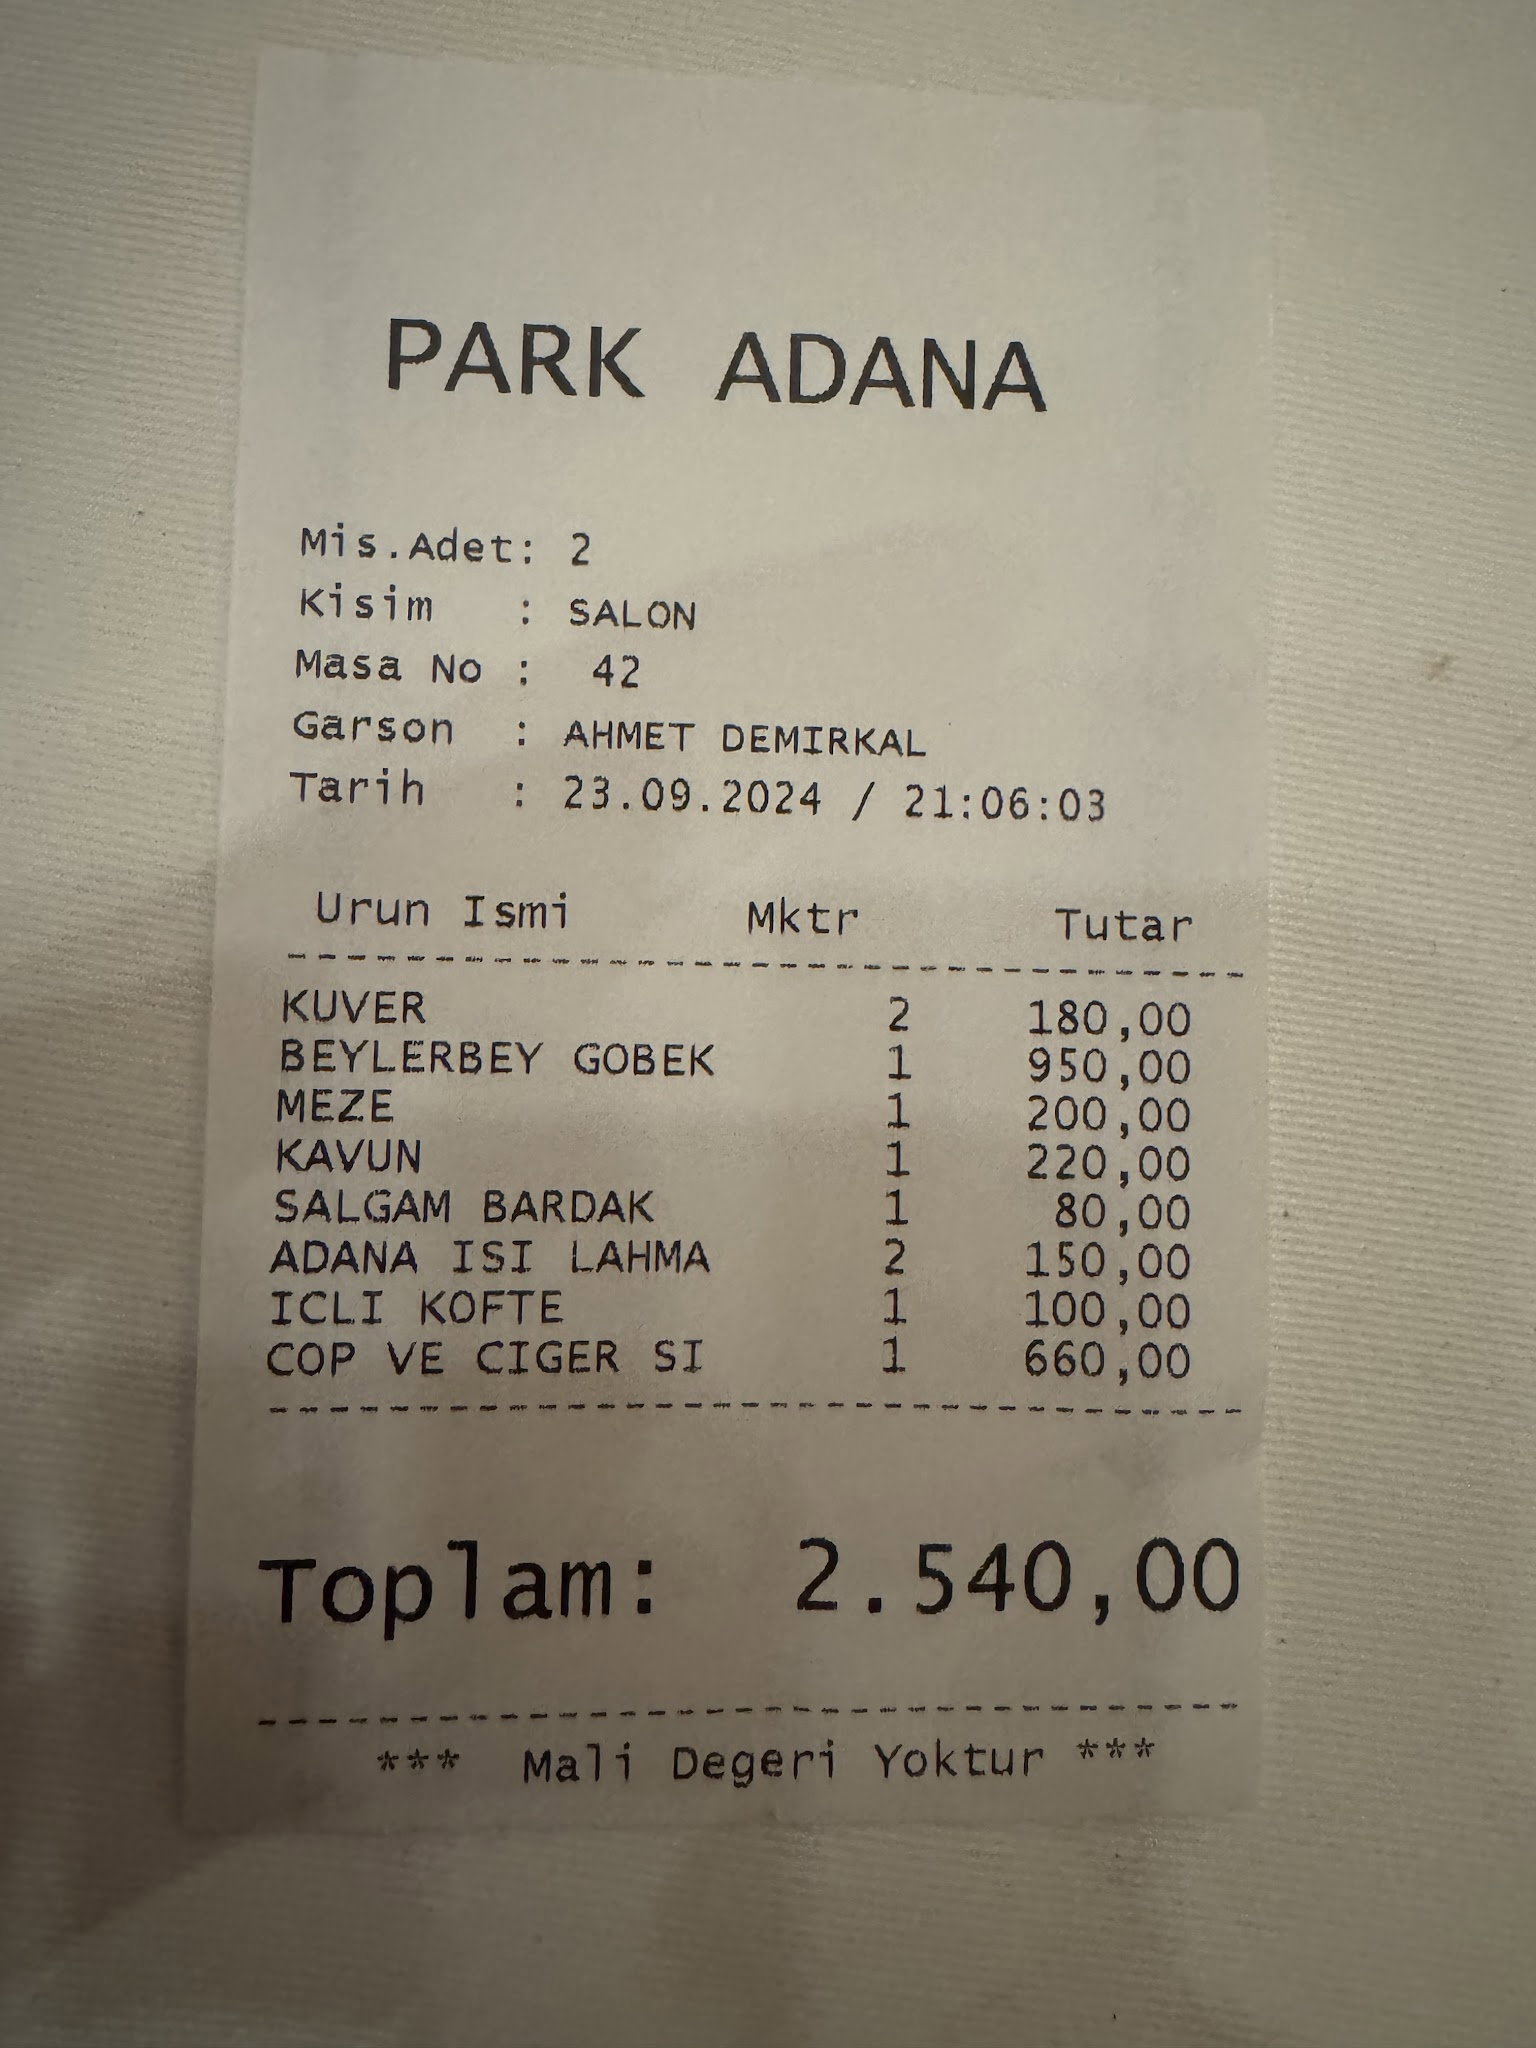 PARK ADANA
Mis.Adet: 2
Kisim : SALON
Masa No : 42
Garson : AHMET DEMIRKAL
Tarih : 23.09.2024 / 21:06:03
Urun Ismi Mktr Tutar
--------------------------------
KUVER 2 180,00
BEYLERBEY GOBEK 1 950,00
MEZE 1 200,00
KAVUN 1 220,00
SALGAM BARDAK 1 80,00
ADANA ISI LAHMA 2 150,00
ICLI KOFTE 1 100,00
COP VE CIGER SI 1 660,00
--------------------------------
Toplam: 2.540,00
--------------------------------
*** Mali Degeri Yoktur ***